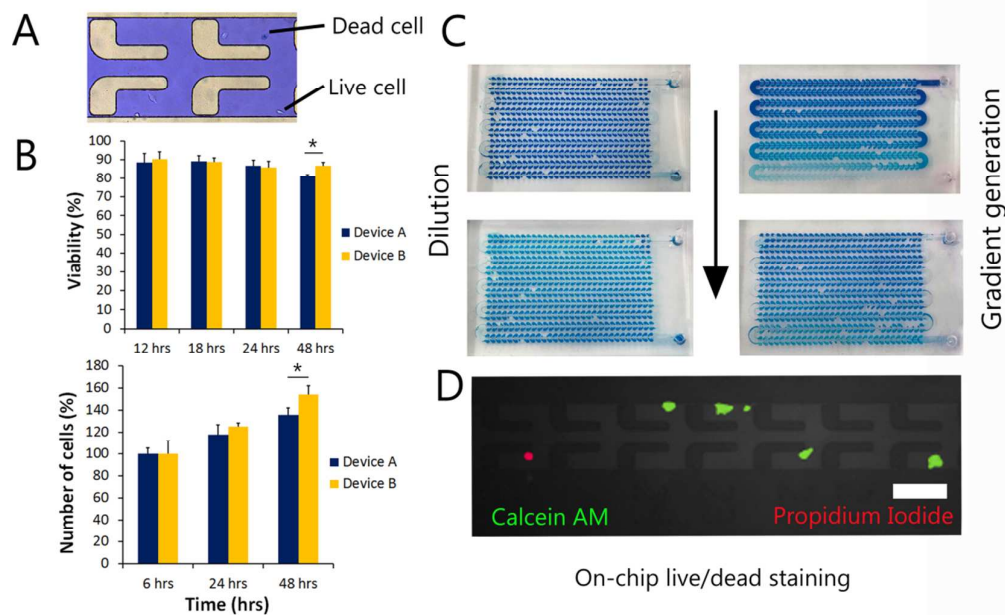 A
Dead cell
Live cell
B
Viability (%)
100
90
80
70
60
50
40
30
20
10
0
12 hrs 18 hrs 24 hrs 48 hrs
*
Device A
Device B
Number of cells (%)
180
160
140
120
100
80
60
40
20
0
6 hrs 24 hrs 48 hrs
Time (hrs)
*
Device A
Device B
C
Dilution
Gradient generation
D
Calcein AM
Propidium Iodide
On-chip live/dead staining